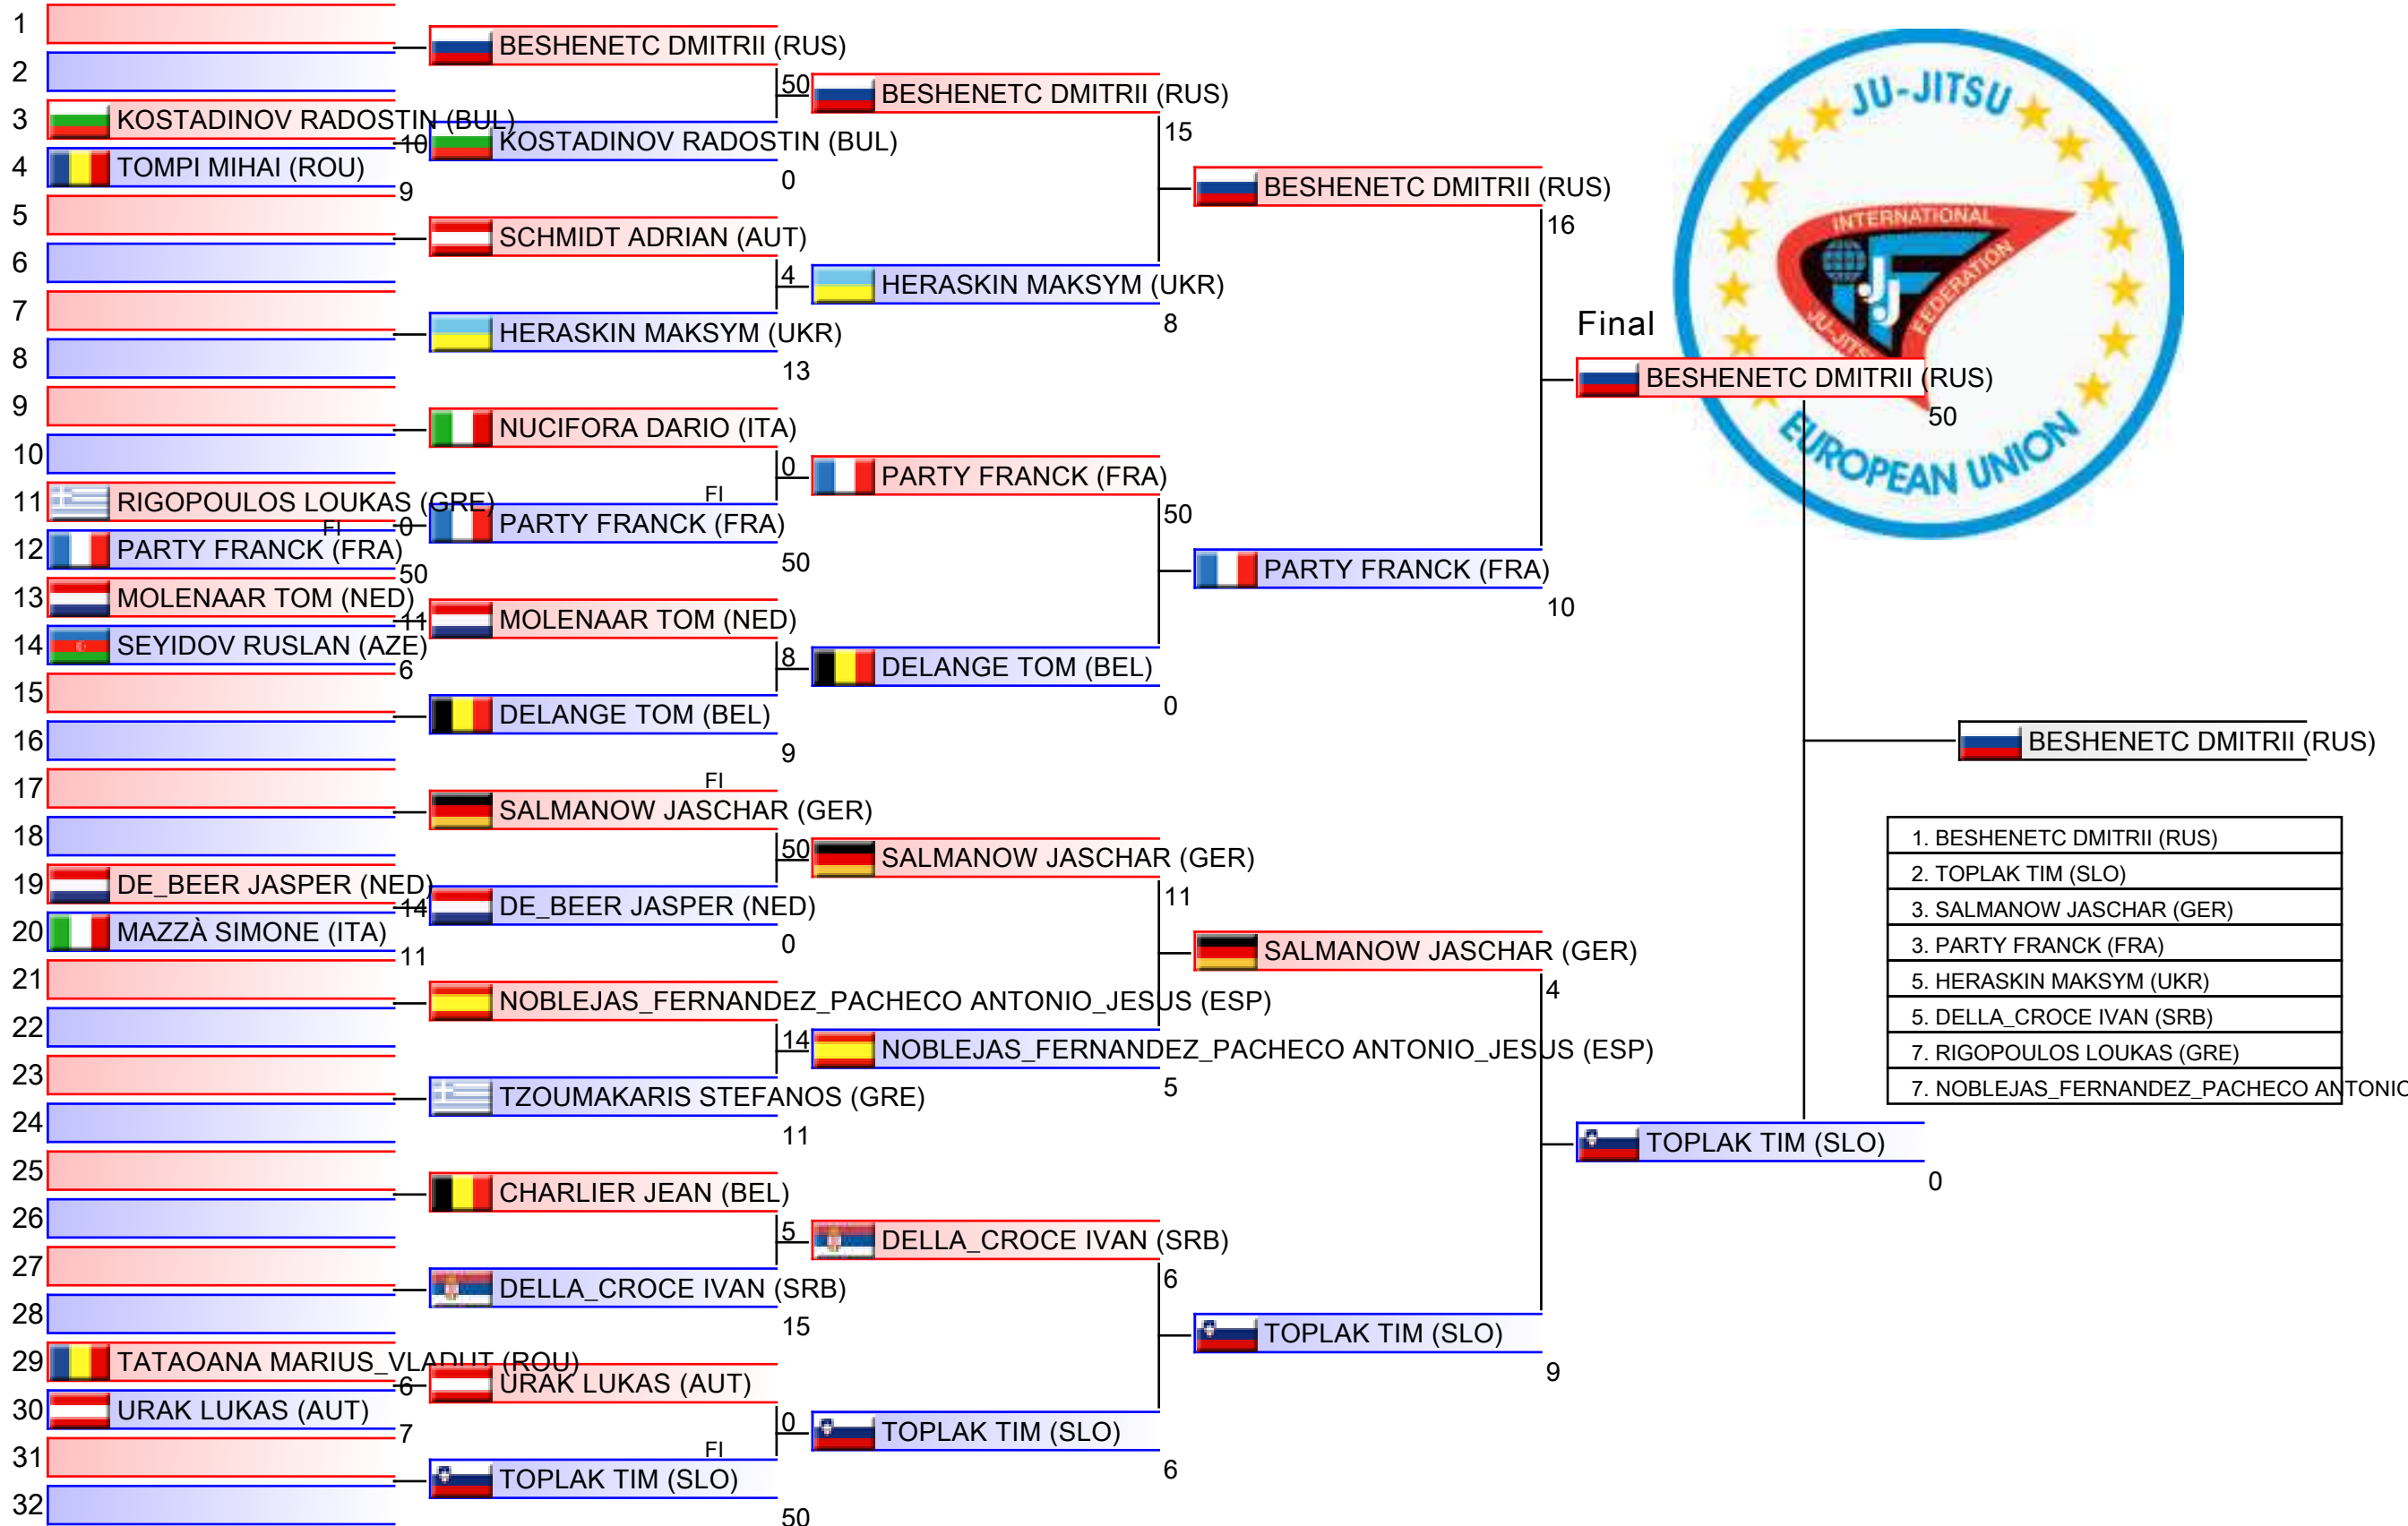 1
BESHENETC DMITRII (RUS)
2
50
BESHENETC DMITRII (RUS)
3
KOSTADINOV RADOSTIN (BUL)
10
KOSTADINOV RADOSTIN (BUL)
15
4
TOMPI MIHAI (ROU)
9
0
BESHENETC DMITRII (RUS)
16
5
SCHMIDT ADRIAN (AUT)
6
4
HERASKIN MAKSYM (UKR)
8
7
HERASKIN MAKSYM (UKR)
13
8
Final
BESHENETC DMITRII (RUS)
50
9
NUCIFORA DARIO (ITA)
10
0
PARTY FRANCK (FRA)
50
11
RIGOPOULOS LOUKAS (GRE)
FI
0
FI
PARTY FRANCK (FRA)
50
12
PARTY FRANCK (FRA)
50
PARTY FRANCK (FRA)
10
13
MOLENAAR TOM (NED)
11
MOLENAAR TOM (NED)
14
SEYIDOV RUSLAN (AZE)
6
8
DELANGE TOM (BEL)
0
15
DELANGE TOM (BEL)
9
16
BESHENETC DMITRII (RUS)
17
FI
SALMANOW JASCHAR (GER)
18
50
SALMANOW JASCHAR (GER)
11
19
DE_BEER JASPER (NED)
14
DE_BEER JASPER (NED)
0
20
MAZZÀ SIMONE (ITA)
11
SALMANOW JASCHAR (GER)
4
21
NOBLEJAS_FERNANDEZ_PACHECO ANTONIO_JESUS (ESP)
22
14
NOBLEJAS_FERNANDEZ_PACHECO ANTONIO_JESUS (ESP)
5
23
TZOUMAKARIS STEFANOS (GRE)
11
24
TOPLAK TIM (SLO)
0
25
CHARLIER JEAN (BEL)
26
5
DELLA_CROCE IVAN (SRB)
6
27
DELLA_CROCE IVAN (SRB)
15
28
TOPLAK TIM (SLO)
9
29
TATAOANA MARIUS_VLADUT (ROU)
6
URAK LUKAS (AUT)
30
URAK LUKAS (AUT)
7
0
TOPLAK TIM (SLO)
6
31
FI
TOPLAK TIM (SLO)
50
32
1. BESHENETC DMITRII (RUS)
2. TOPLAK TIM (SLO)
3. SALMANOW JASCHAR (GER)
3. PARTY FRANCK (FRA)
5. HERASKIN MAKSYM (UKR)
5. DELLA_CROCE IVAN (SRB)
7. RIGOPOULOS LOUKAS (GRE)
7. NOBLEJAS_FERNANDEZ_PACHECO ANTONIO
JU-JITSU
INTERNATIONAL
FEDERATION
EUROPEAN UNION